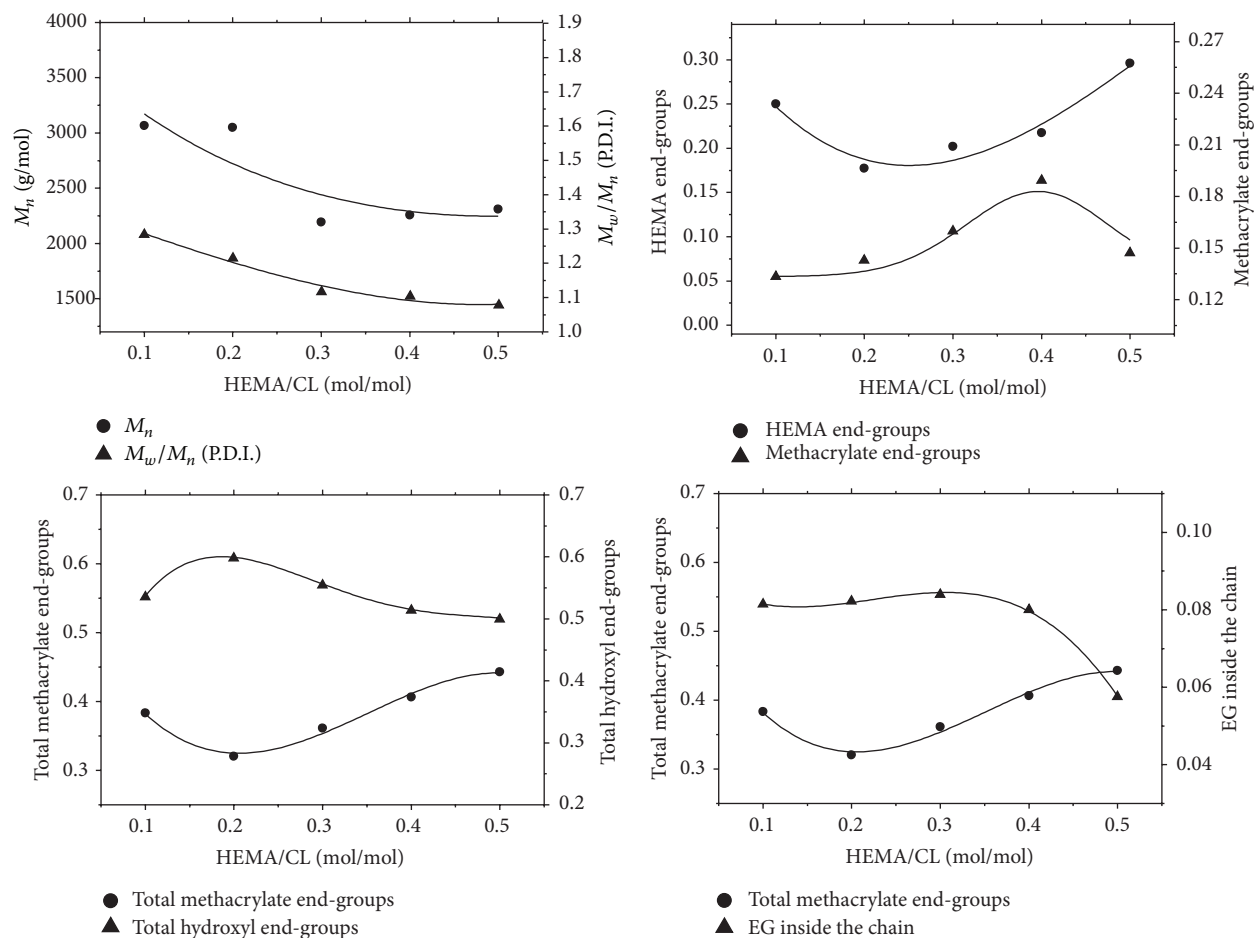 4000
3500
3000
2500
2000
1500
M_n (g/mol)
1.9
1.8
1.7
1.6
1.5
1.4
1.3
1.2
1.1
1.0
M_w/M_n (P.D.I.)
0.1 0.2 0.3 0.4 0.5
HEMA/CL (mol/mol)
M_n
M_w/M_n (P.D.I.)
0.30
0.25
0.20
0.15
0.10
0.05
0.00
HEMA end-groups
0.27
0.24
0.21
0.18
0.15
0.12
Methacrylate end-groups
0.1 0.2 0.3 0.4 0.5
HEMA/CL (mol/mol)
HEMA end-groups
Methacrylate end-groups
0.7
0.6
0.5
0.4
0.3
Total methacrylate end-groups
0.7
0.6
0.5
0.4
0.3
0.2
Total hydroxyl end-groups
0.1 0.2 0.3 0.4 0.5
HEMA/CL (mol/mol)
Total methacrylate end-groups
Total hydroxyl end-groups
0.7
0.6
0.5
0.4
0.3
Total methacrylate end-groups
0.10
0.08
0.06
0.04
EG inside the chain
0.1 0.2 0.3 0.4 0.5
HEMA/CL (mol/mol)
Total methacrylate end-groups
EG inside the chain